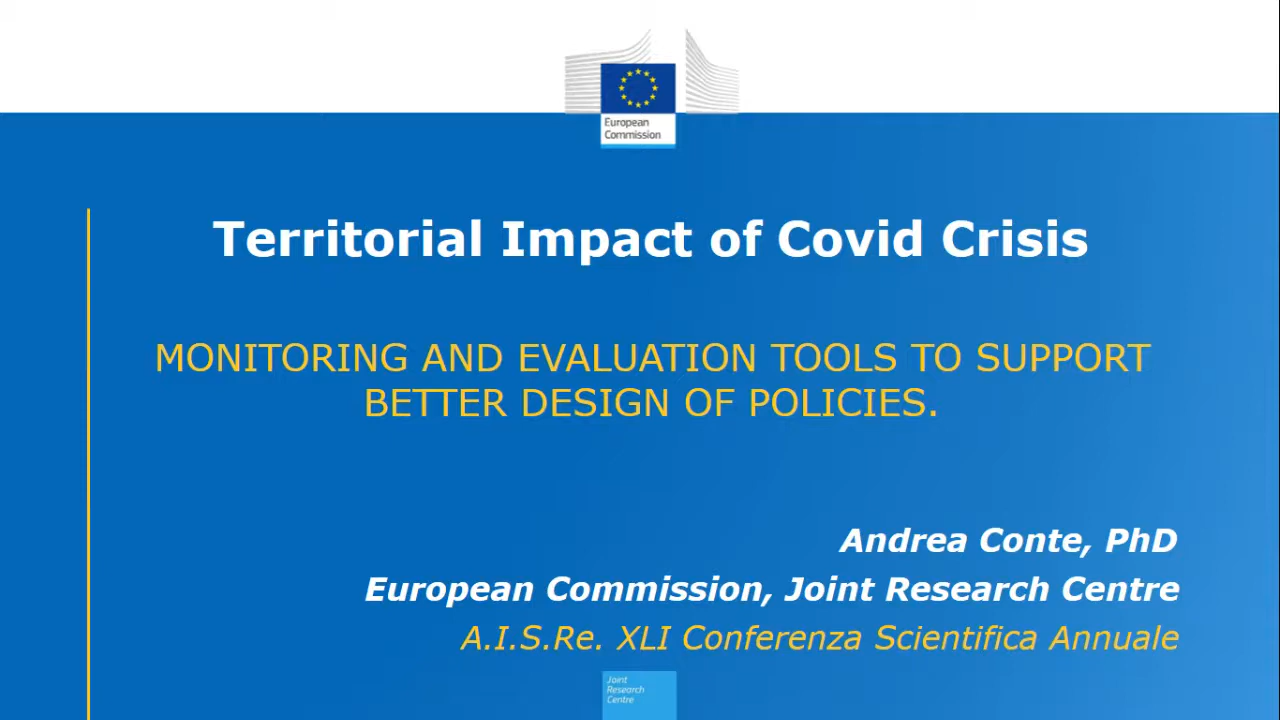 European
Commission
Territorial Impact of Covid Crisis
MONITORING AND EVALUATION TOOLS TO SUPPORT
BETTER DESIGN OF POLICIES.
Andrea Conte, PhD
European Commission, Joint Research Centre
A.I.S.Re. XLI Conferenza Scientifica Annuale
Joint
Research
Centre